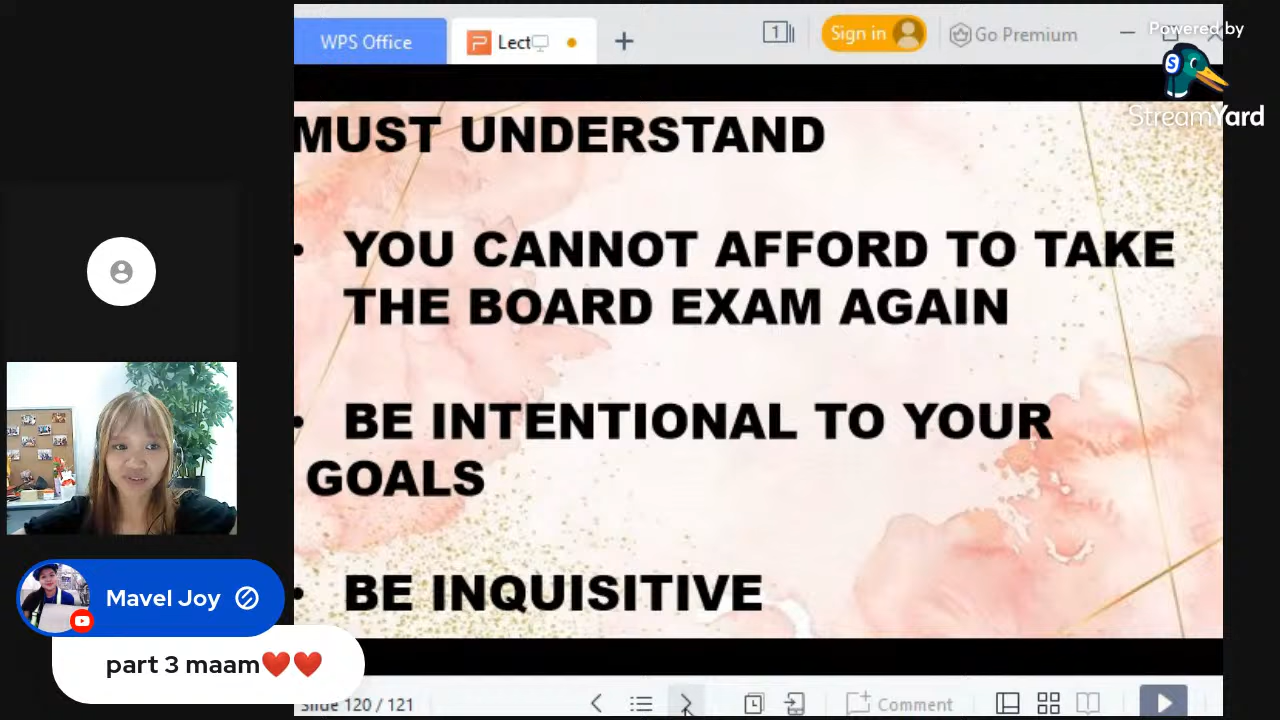 WPS Office
Lect
1
Sign in
Go Premium
Powered by
StreamYard
MUST UNDERSTAND
• YOU CANNOT AFFORD TO TAKE
THE BOARD EXAM AGAIN
• BE INTENTIONAL TO YOUR
GOALS
• BE INQUISITIVE
Mavel Joy
part 3 maam❤️❤️
Slide 120 / 121
Comment